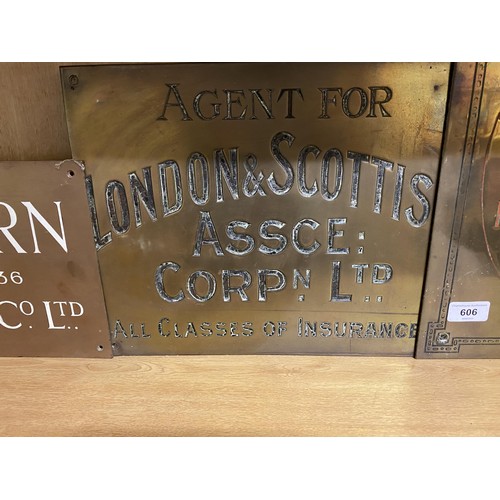 AGENT FOR
LONDON & SCOTTIS
ASSCE:
CORPN LTD
ALL CLASSES OF INSURANCE
RN
36
CO LTD
606